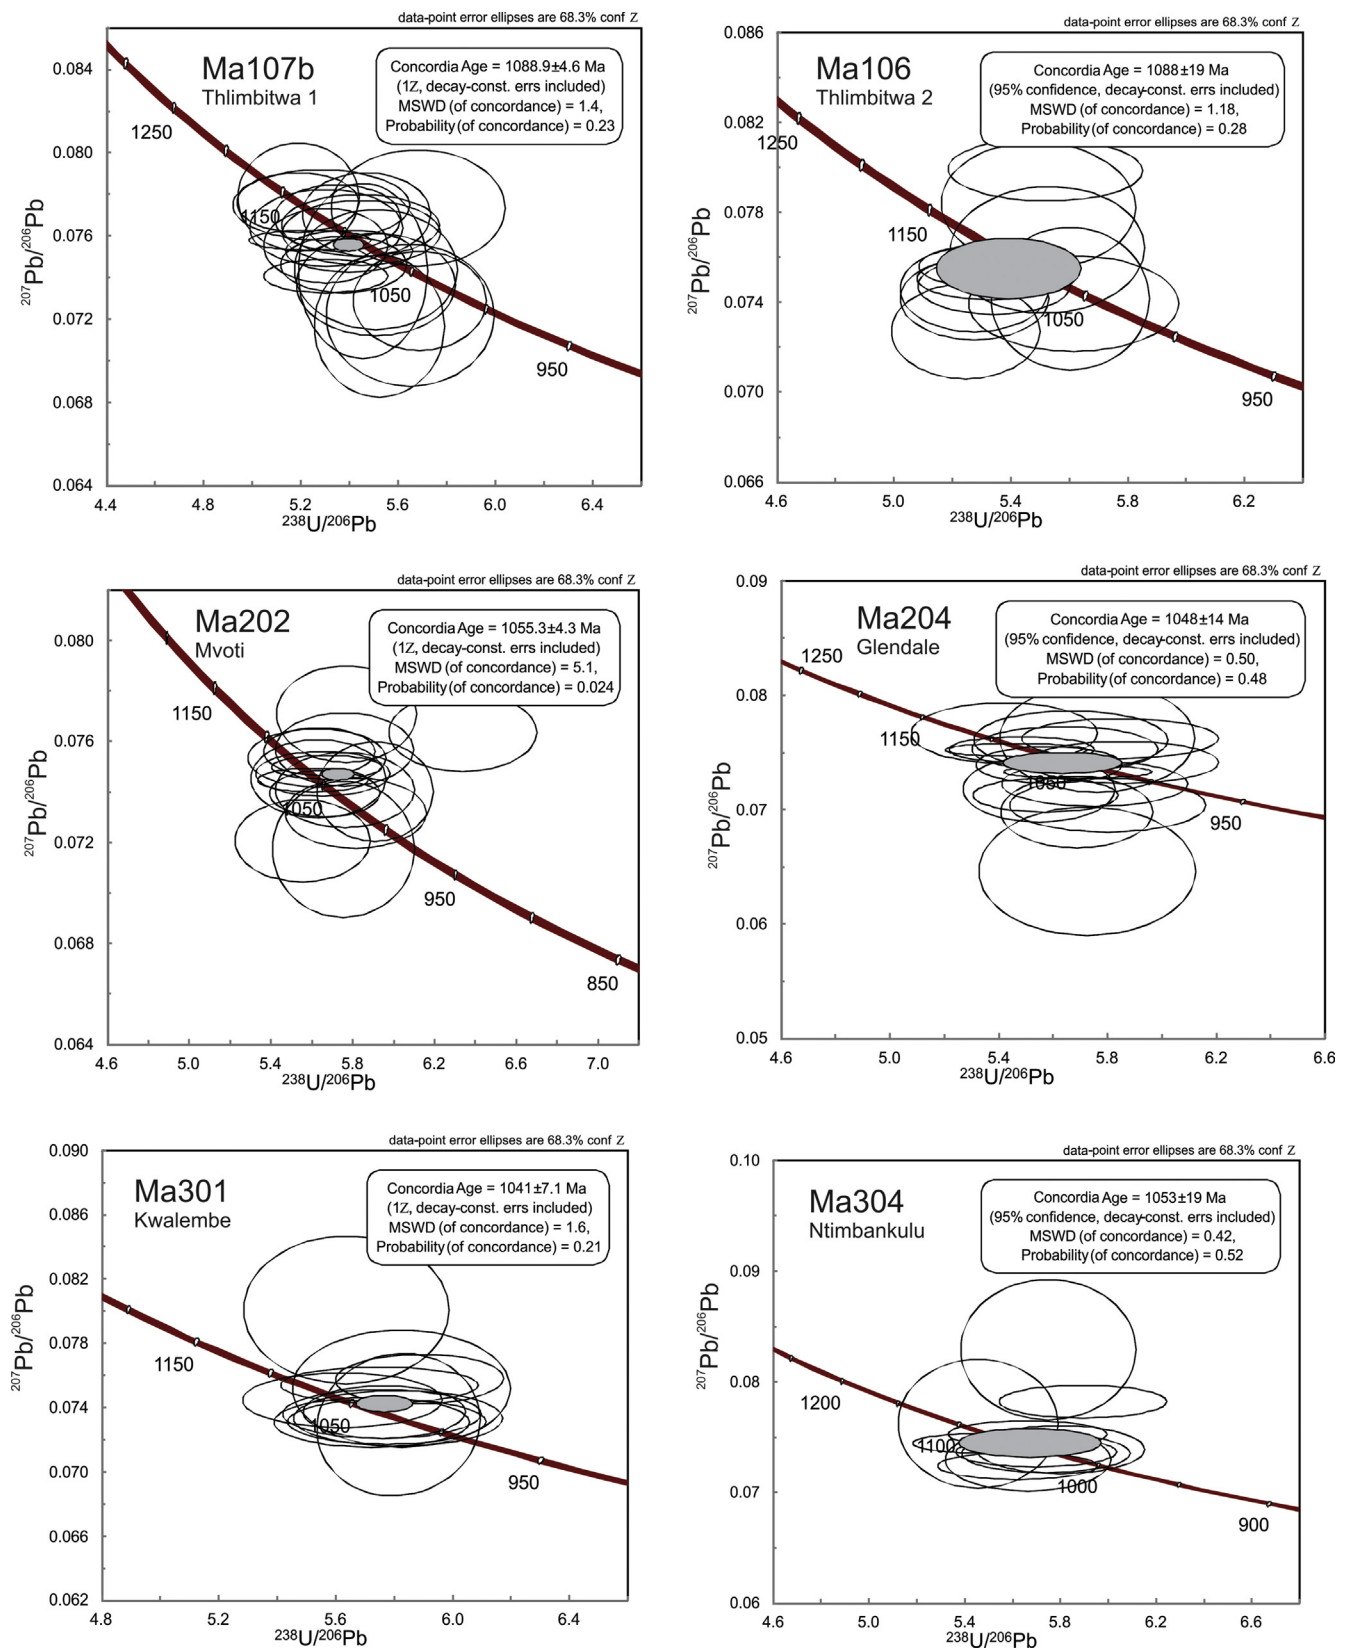 data-point error ellipses are 68.3% conf Z
Ma107b
Thlimbitwa 1
Concordia Age = 1088.9±4.6 Ma
(1Z, decay-const. errs included)
MSWD (of concordance) = 1.4,
Probability (of concordance) = 0.23
0.084
0.080
0.076
0.072
0.068
0.064
207Pb/206Pb
1250
1150
1050
950
4.4 4.8 5.2 5.6 6.0 6.4
238U/206Pb
data-point error ellipses are 68.3% conf Z
Ma106
Thlimbitwa 2
Concordia Age = 1088±19 Ma
(95% confidence, decay-const. errs included)
MSWD (of concordance) = 1.18,
Probability (of concordance) = 0.28
0.086
0.082
0.078
0.074
0.070
0.066
207Pb/206Pb
1250
1150
1050
950
4.6 5.0 5.4 5.8 6.2
238U/206Pb
data-point error ellipses are 68.3% conf Z
Ma202
Mvoti
Concordia Age = 1055.3±4.3 Ma
(1Z, decay-const. errs included)
MSWD (of concordance) = 5.1,
Probability (of concordance) = 0.024
0.080
0.076
0.072
0.068
0.064
207Pb/206Pb
1150
1050
950
850
4.6 5.0 5.4 5.8 6.2 6.6 7.0
238U/206Pb
data-point error ellipses are 68.3% conf Z
Ma204
Glendale
Concordia Age = 1048±14 Ma
(95% confidence, decay-const. errs included)
MSWD (of concordance) = 0.50,
Probability (of concordance) = 0.48
0.09
0.08
0.07
0.06
0.05
207Pb/206Pb
1250
1150
1050
950
4.6 5.0 5.4 5.8 6.2 6.6
238U/206Pb
data-point error ellipses are 68.3% conf Z
Ma301
Kwalembe
Concordia Age = 1041±7.1 Ma
(1Z, decay-const. errs included)
MSWD (of concordance) = 1.6,
Probability (of concordance) = 0.21
0.090
0.086
0.082
0.078
0.074
0.070
0.066
0.062
207Pb/206Pb
1150
1050
950
4.8 5.2 5.6 6.0 6.4
238U/206Pb
data-point error ellipses are 68.3% conf Z
Ma304
Ntimbankulu
Concordia Age = 1053±19 Ma
(95% confidence, decay-const. errs included)
MSWD (of concordance) = 0.42,
Probability (of concordance) = 0.52
0.10
0.09
0.08
0.07
0.06
207Pb/206Pb
1200
1100
1000
900
4.6 5.0 5.4 5.8 6.2 6.6
238U/206Pb